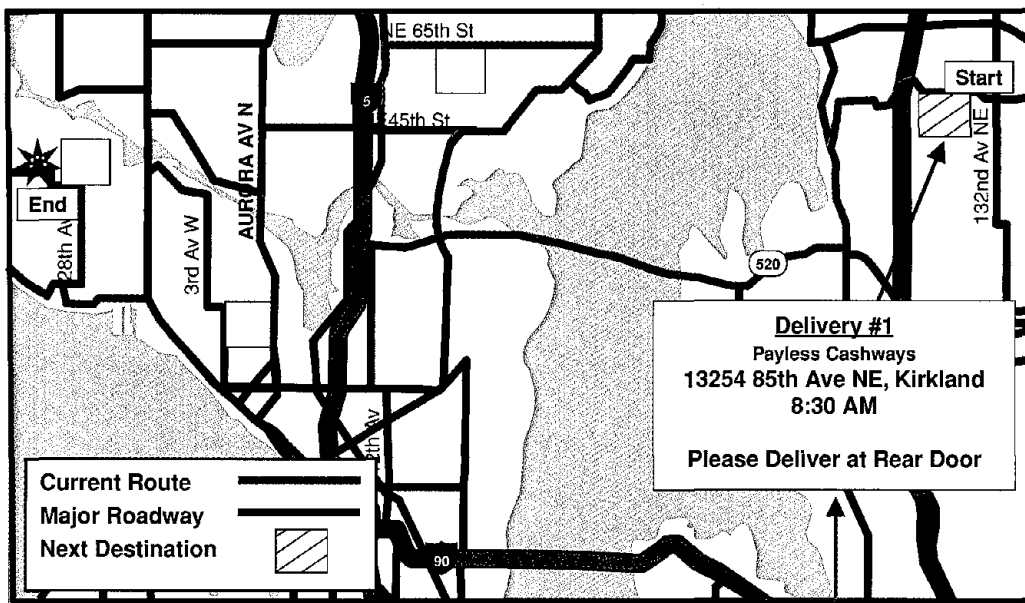 NE 65th St
Start
5
45th St
AURORA AV N
132nd Av NE
End
28th Av
3rd Av W
520
Delivery #1
Payless Cashways
13254 85th Ave NE, Kirkland
8:30 AM
Please Deliver at Rear Door
Current Route
Major Roadway
Next Destination
90